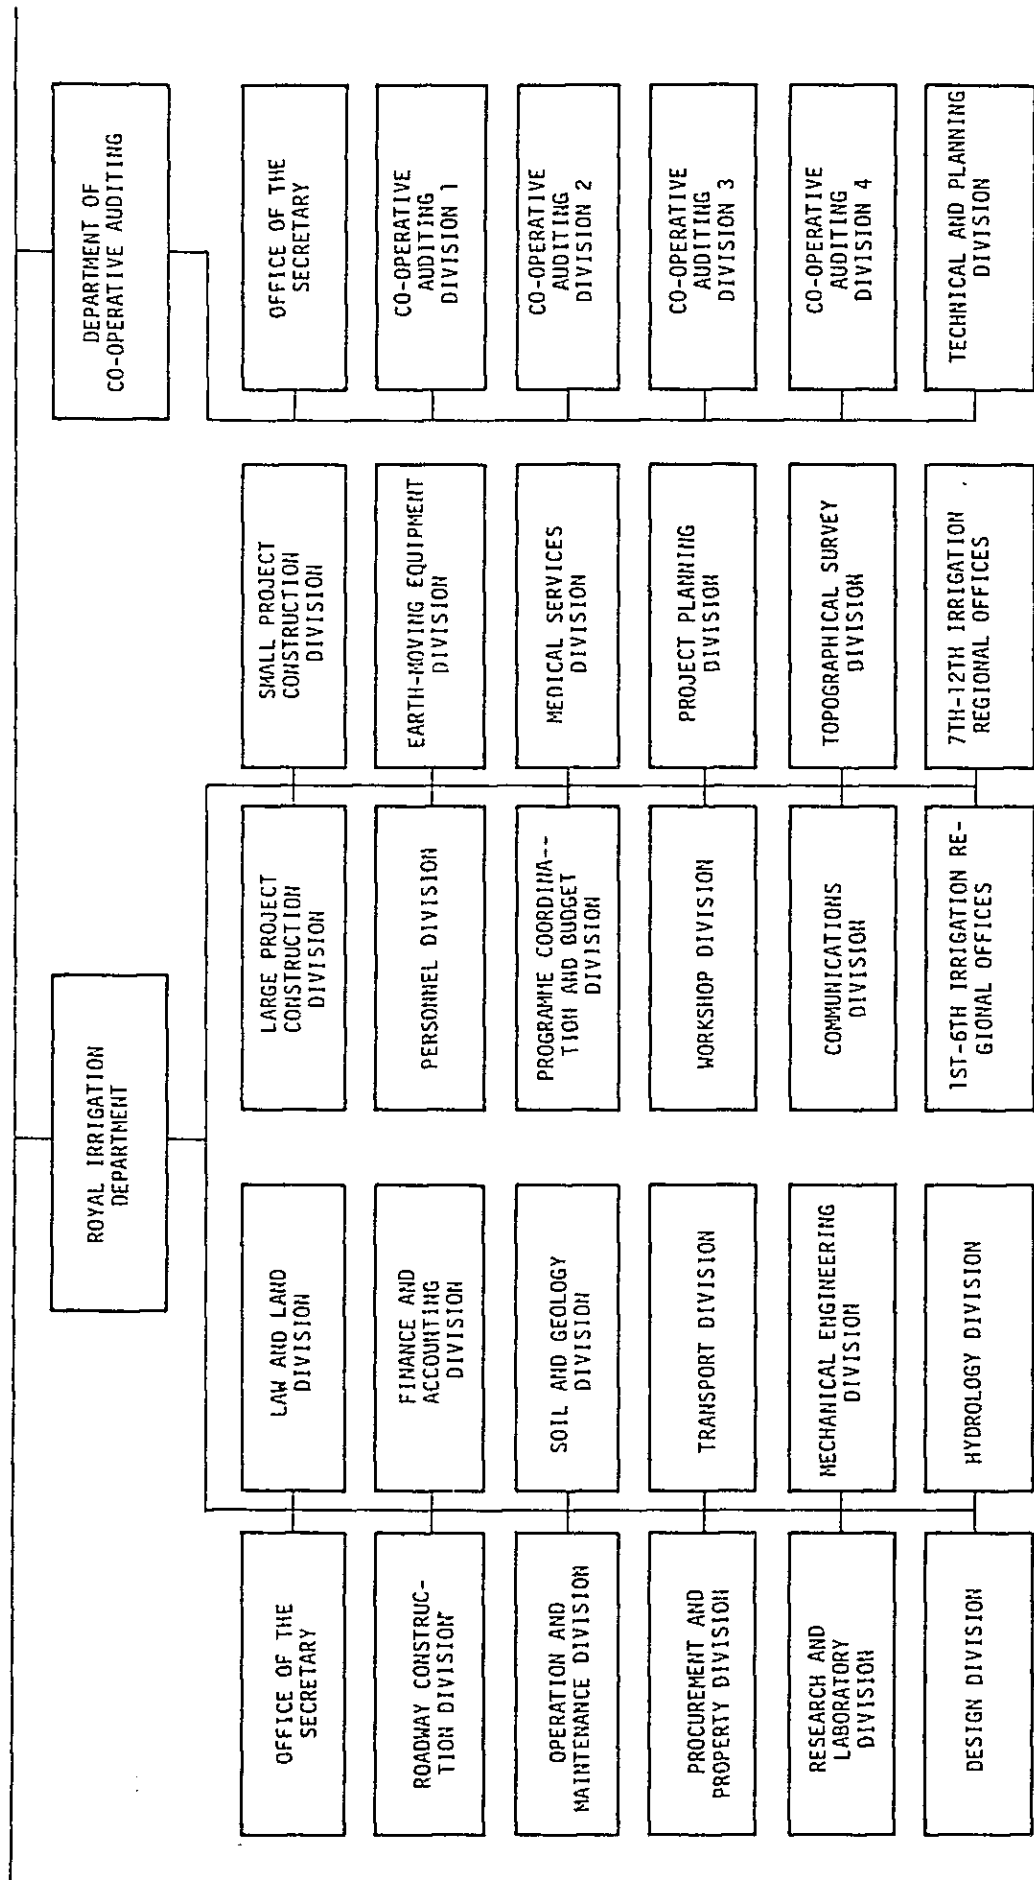 ROYAL IRRIGATION
DEPARTMENT
OFFICE OF THE
SECRETARY
LAW AND LAND
DIVISION
LARGE PROJECT
CONSTRUCTION
DIVISION
SMALL PROJECT
CONSTRUCTION
DIVISION
ROADWAY CONSTRUC-
TION DIVISION
FINANCE AND
ACCOUNTING
DIVISION
PERSONNEL DIVISION
EARTH-MOVING EQUIPMENT
DIVISION
OPERATION AND
MAINTENANCE DIVISION
SOIL AND GEOLOGY
DIVISION
PROGRAMME COORDINA--
TION AND BUDGET
DIVISION
MEDICAL SERVICES
DIVISION
PROCUREMENT AND
PROPERTY DIVISION
TRANSPORT DIVISION
WORKSHOP DIVISION
PROJECT PLANNING
DIVISION
RESEARCH AND
LABORATORY
DIVISION
MECHANICAL ENGINEERING
DIVISION
COMMUNICATIONS
DIVISION
TOPOGRAPHICAL SURVEY
DIVISION
DESIGN DIVISION
HYDROLOGY DIVISION
1ST-6TH IRRIGATION RE-
GIONAL OFFICES
7TH-12TH IRRIGATION
REGIONAL OFFICES
DEPARTMENT OF
CO-OPERATIVE AUDITING
OFFICE OF THE
SECRETARY
CO-OPERATIVE
AUDITING
DIVISION 1
CO-OPERATIVE
AUDITING
DIVISION 2
CO-OPERATIVE
AUDITING
DIVISION 3
CO-OPERATIVE
AUDITING
DIVISION 4
TECHNICAL AND PLANNING
DIVISION